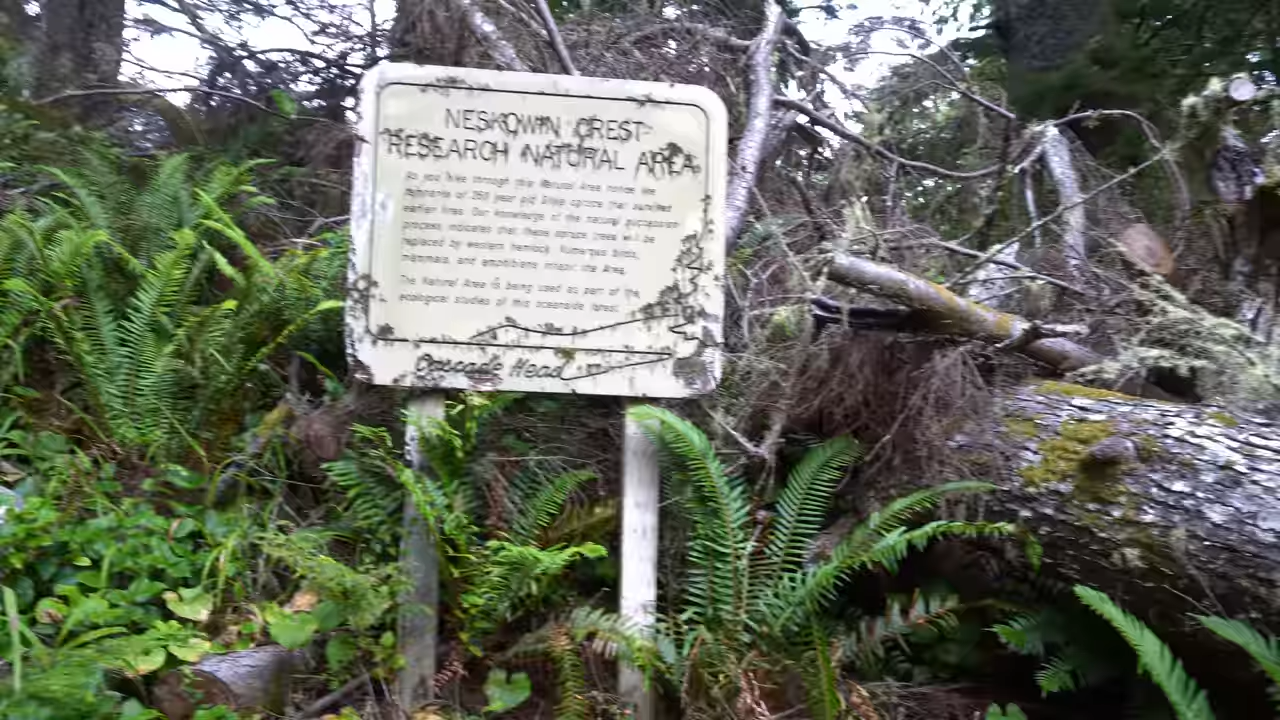 NESKOWIN CREST
RESEARCH NATURAL AREA
As you hike through this Natural Area notice the
remnants of 250 year old Sitka spruce that survived
earlier fires. Our knowledge of the natural succession
process indicates that these spruce trees will be
replaced by western hemlock. Numerous birds,
mammals, and amphibians inhabit the Area.
The Natural Area is being used as part of the
ecological studies of this oceanside forest.
Cascade Head